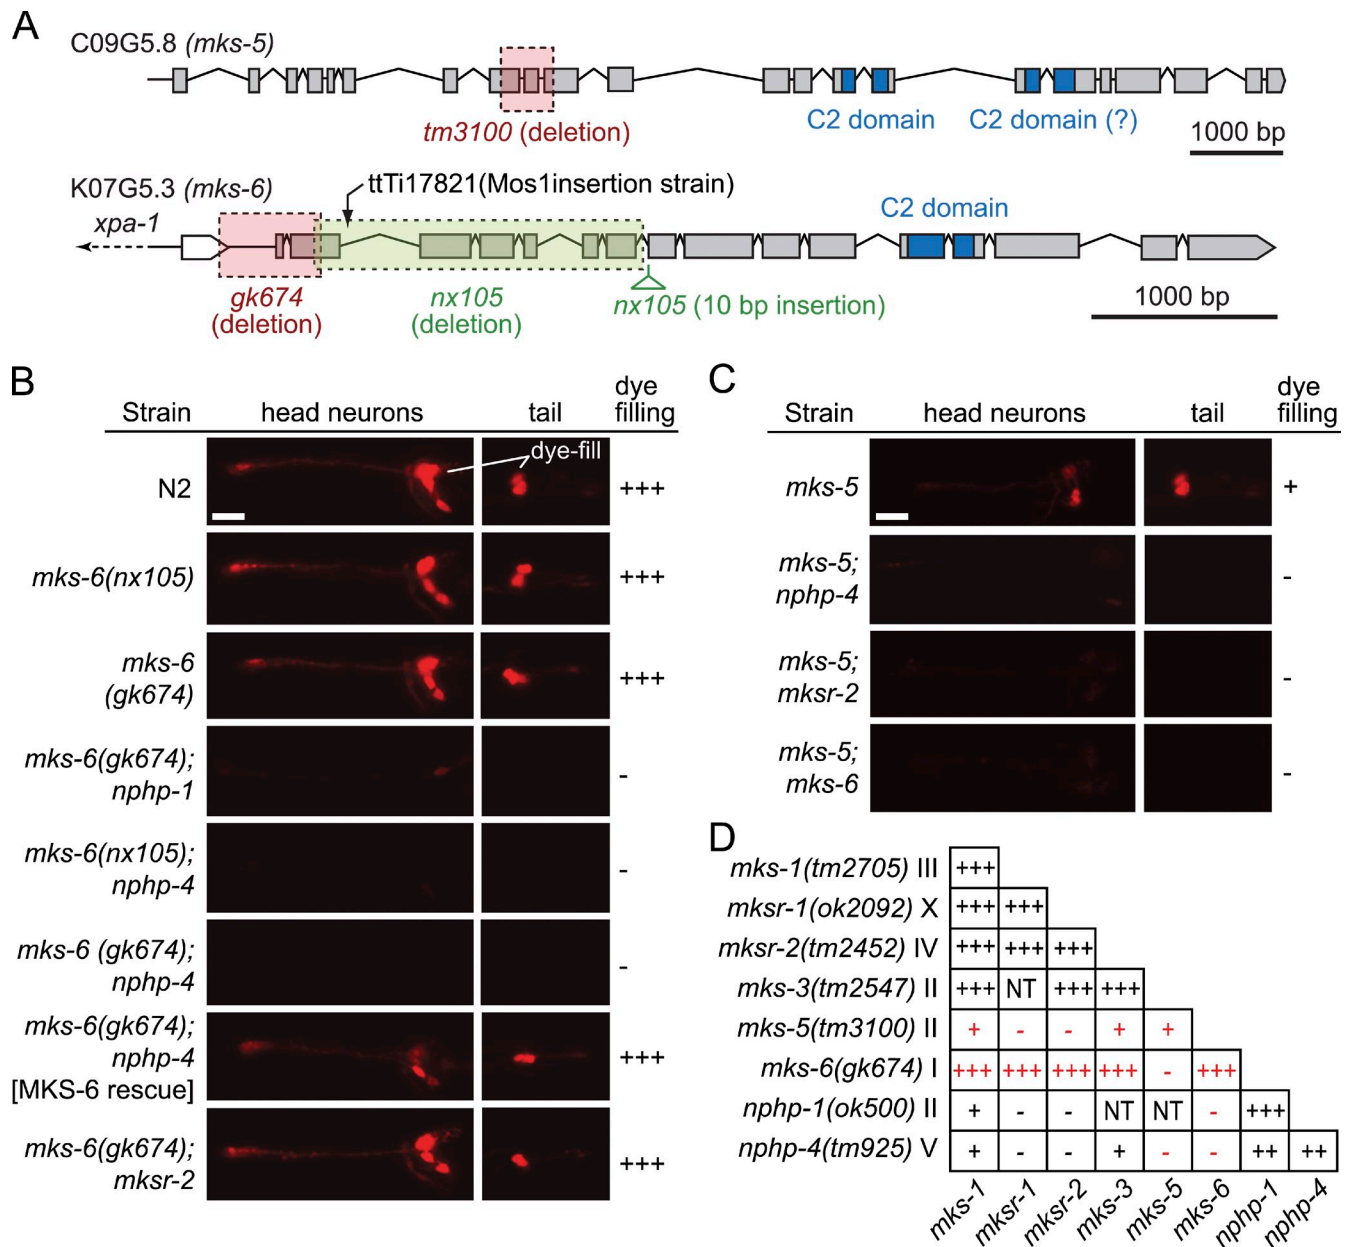 A
C09G5.8 (mks-5)
tm3100 (deletion)
C2 domain
C2 domain (?)
1000 bp
K07G5.3 (mks-6)
ttTi17821(Mos1insertion strain)
xpa-1
C2 domain
gk674
(deletion)
nx105
(deletion)
nx105 (10 bp insertion)
1000 bp
B
Strain
head neurons
tail
dye
filling
N2
dye-fill
+++
mks-6(nx105)
+++
mks-6
(gk674)
+++
mks-6(gk674);
nphp-1
-
mks-6(nx105);
nphp-4
-
mks-6 (gk674);
nphp-4
-
mks-6(gk674);
nphp-4
[MKS-6 rescue]
+++
mks-6(gk674);
mksr-2
+++
C
Strain
head neurons
tail
dye
filling
mks-5
+
mks-5;
nphp-4
-
mks-5;
mksr-2
-
mks-5;
mks-6
-
D
mks-1(tm2705) III +++
mksr-1(ok2092) X +++ +++
mksr-2(tm2452) IV +++ +++ +++
mks-3(tm2547) II +++ NT +++ +++
mks-5(tm3100) II + - - + +
mks-6(gk674) I +++ +++ +++ +++ - +++
nphp-1(ok500) II + - - NT NT - +++
nphp-4(tm925) V + - - + - - ++ ++
mks-1 mksr-1 mksr-2 mks-3 mks-5 mks-6 nphp-1 nphp-4